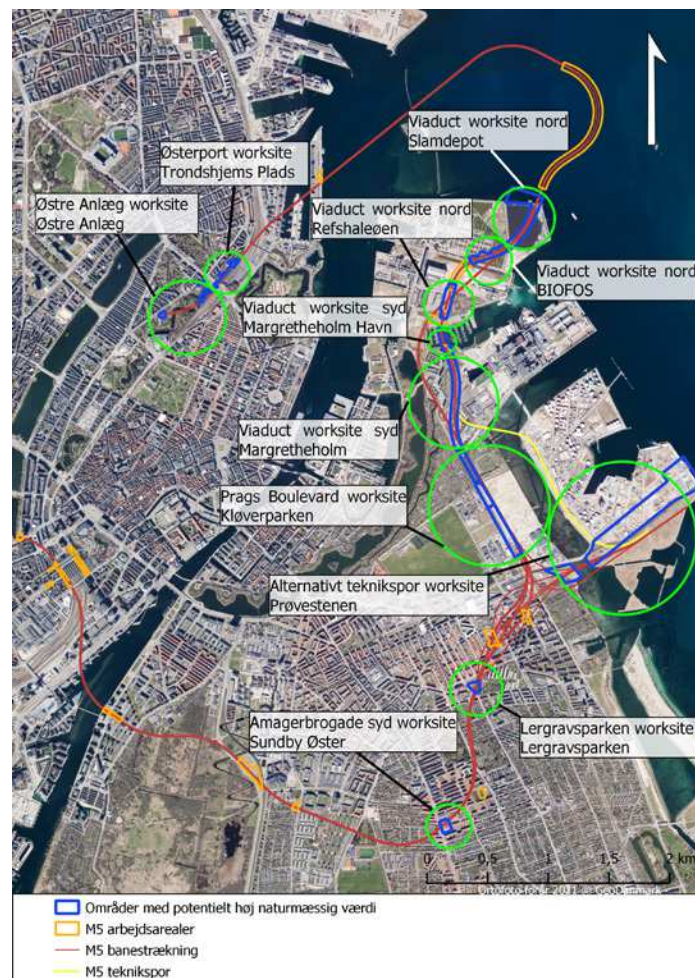 Viaduct worksite nord
Slamdepot
Østerport worksite
Trondshjems Plads
Østre Anlæg worksite
Østre Anlæg
Viaduct worksite nord
Refshaleøen
Viaduct worksite nord
BIOFOS
Viaduct worksite syd
Margretheholm Havn
Viaduct worksite syd
Margretheholm
Prags Boulevard worksite
Kløverparken
Alternativt teknikspor worksite
Prøvestenen
Amagerbrogade syd worksite
Sundby Øster
Lergravsparken worksite
Lergravsparken
0 0,5 1 1,5 2 km
Ortofoto forår 2021 © GeoDanmark
Områder med potentielt høj naturmæssig værdi
M5 arbejdsarealer
M5 banestrækning
M5 teknikspor